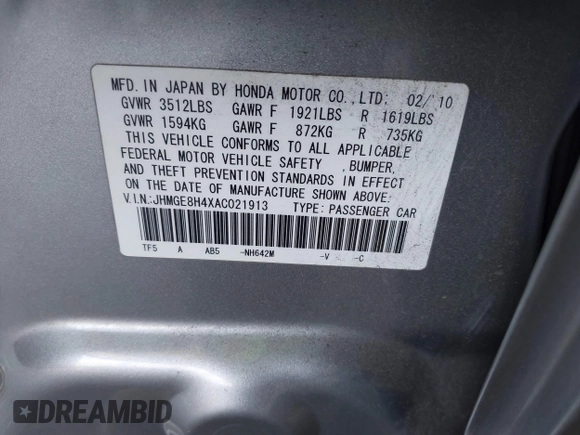 MFD. IN JAPAN BY HONDA MOTOR CO., LTD: 02/'10
GVWR 3512LBS GAWR F 1921LBS R 1619LBS
GVWR 1594KG GAWR F 872KG R 735KG
THIS VEHICLE CONFORMS TO ALL APPLICABLE
FEDERAL MOTOR VEHICLE SAFETY ,BUMPER,
AND THEFT PREVENTION STANDARDS IN EFFECT
ON THE DATE OF MANUFACTURE SHOWN ABOVE.
V.I.N.:JHMGE8H4XAC021913 TYPE: PASSENGER CAR
TF5 A AB5 -NH642M -V -C
DREAMBID